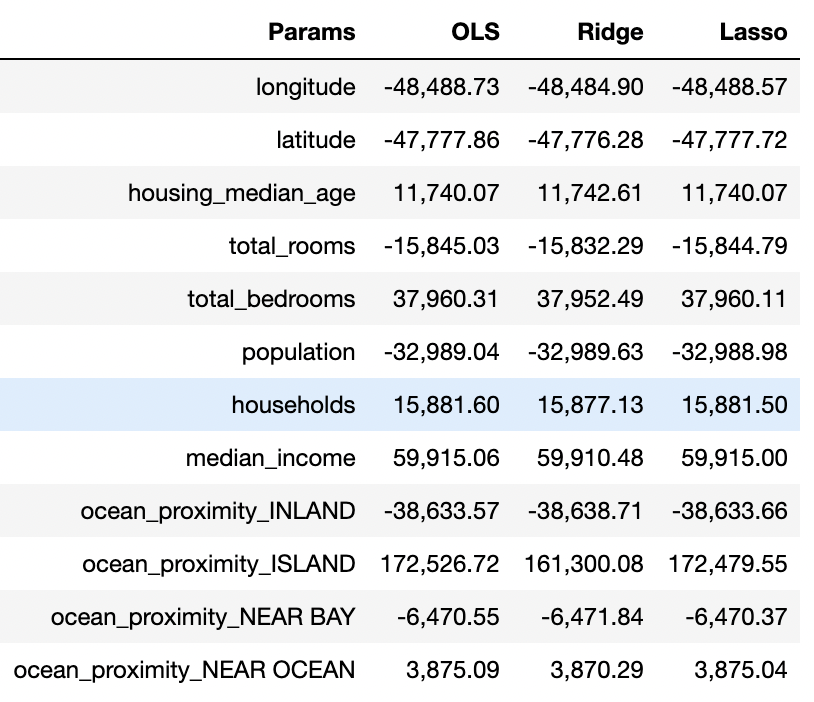 Params OLS Ridge Lasso
longitude -48,488.73 -48,484.90 -48,488.57
latitude -47,777.86 -47,776.28 -47,777.72
housing_median_age 11,740.07 11,742.61 11,740.07
total_rooms -15,845.03 -15,832.29 -15,844.79
total_bedrooms 37,960.31 37,952.49 37,960.11
population -32,989.04 -32,989.63 -32,988.98
households 15,881.60 15,877.13 15,881.50
median_income 59,915.06 59,910.48 59,915.00
ocean_proximity_INLAND -38,633.57 -38,638.71 -38,633.66
ocean_proximity_ISLAND 172,526.72 161,300.08 172,479.55
ocean_proximity_NEAR BAY -6,470.55 -6,471.84 -6,470.37
ocean_proximity_NEAR OCEAN 3,875.09 3,870.29 3,875.04